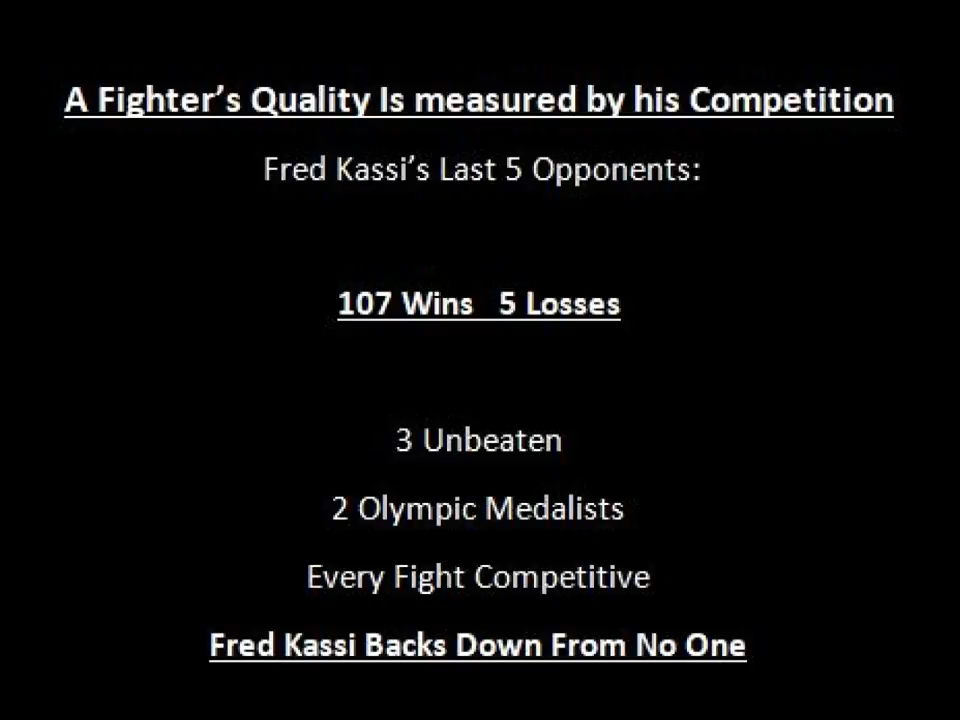 A Fighter’s Quality Is measured by his Competition
Fred Kassi’s Last 5 Opponents:
107 Wins   5 Losses
3 Unbeaten
2 Olympic Medalists
Every Fight Competitive
Fred Kassi Backs Down From No One